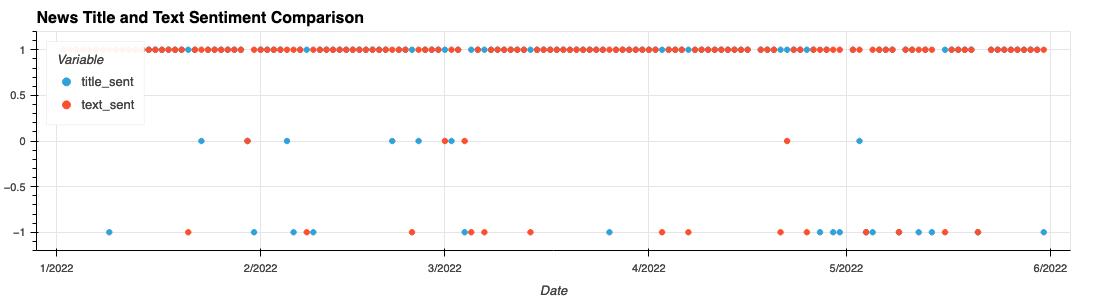 News Title and Text Sentiment Comparison
1
0.5
0
−0.5
−1
Variable
title_sent
text_sent
1/2022
2/2022
3/2022
4/2022
5/2022
6/2022
Date